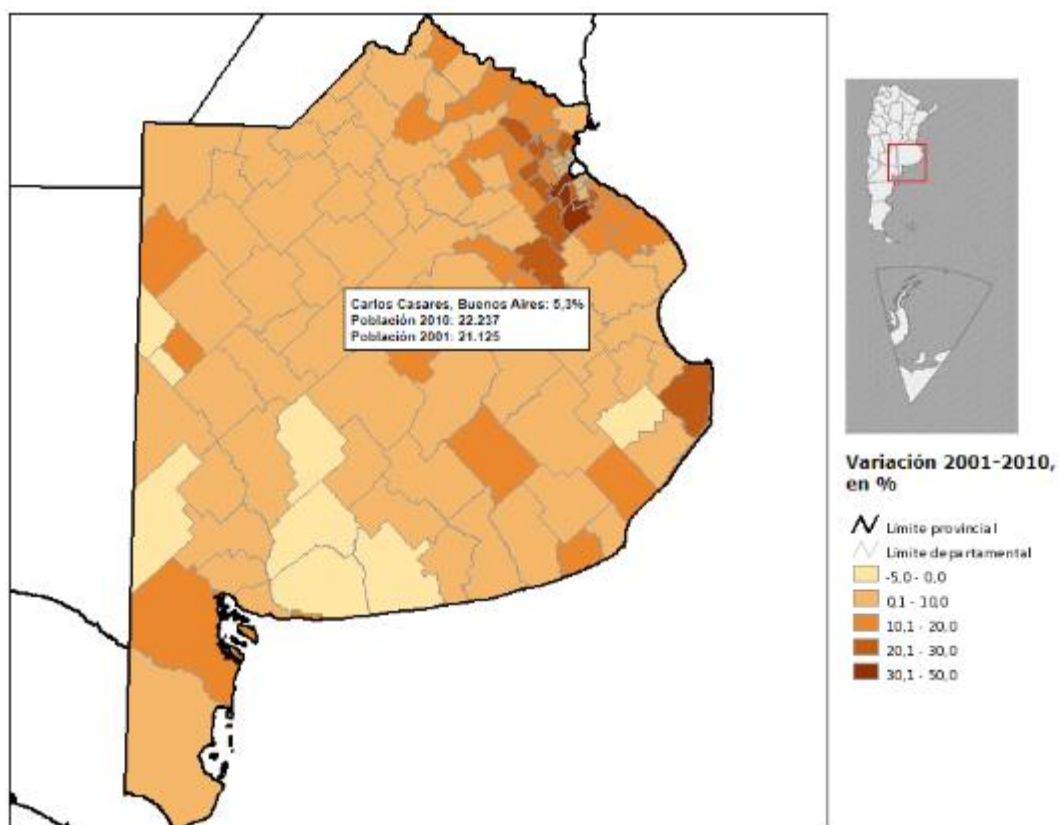 Carlos Casares, Buenos Aires: 5,3%
Población 2010: 22.237
Población 2001: 21.125
Variación 2001-2010,
en %
Límite provincial
Límite departamental
-5,0 - 0,0
0,1 - 10,0
10,1 - 20,0
20,1 - 30,0
30,1 - 50,0